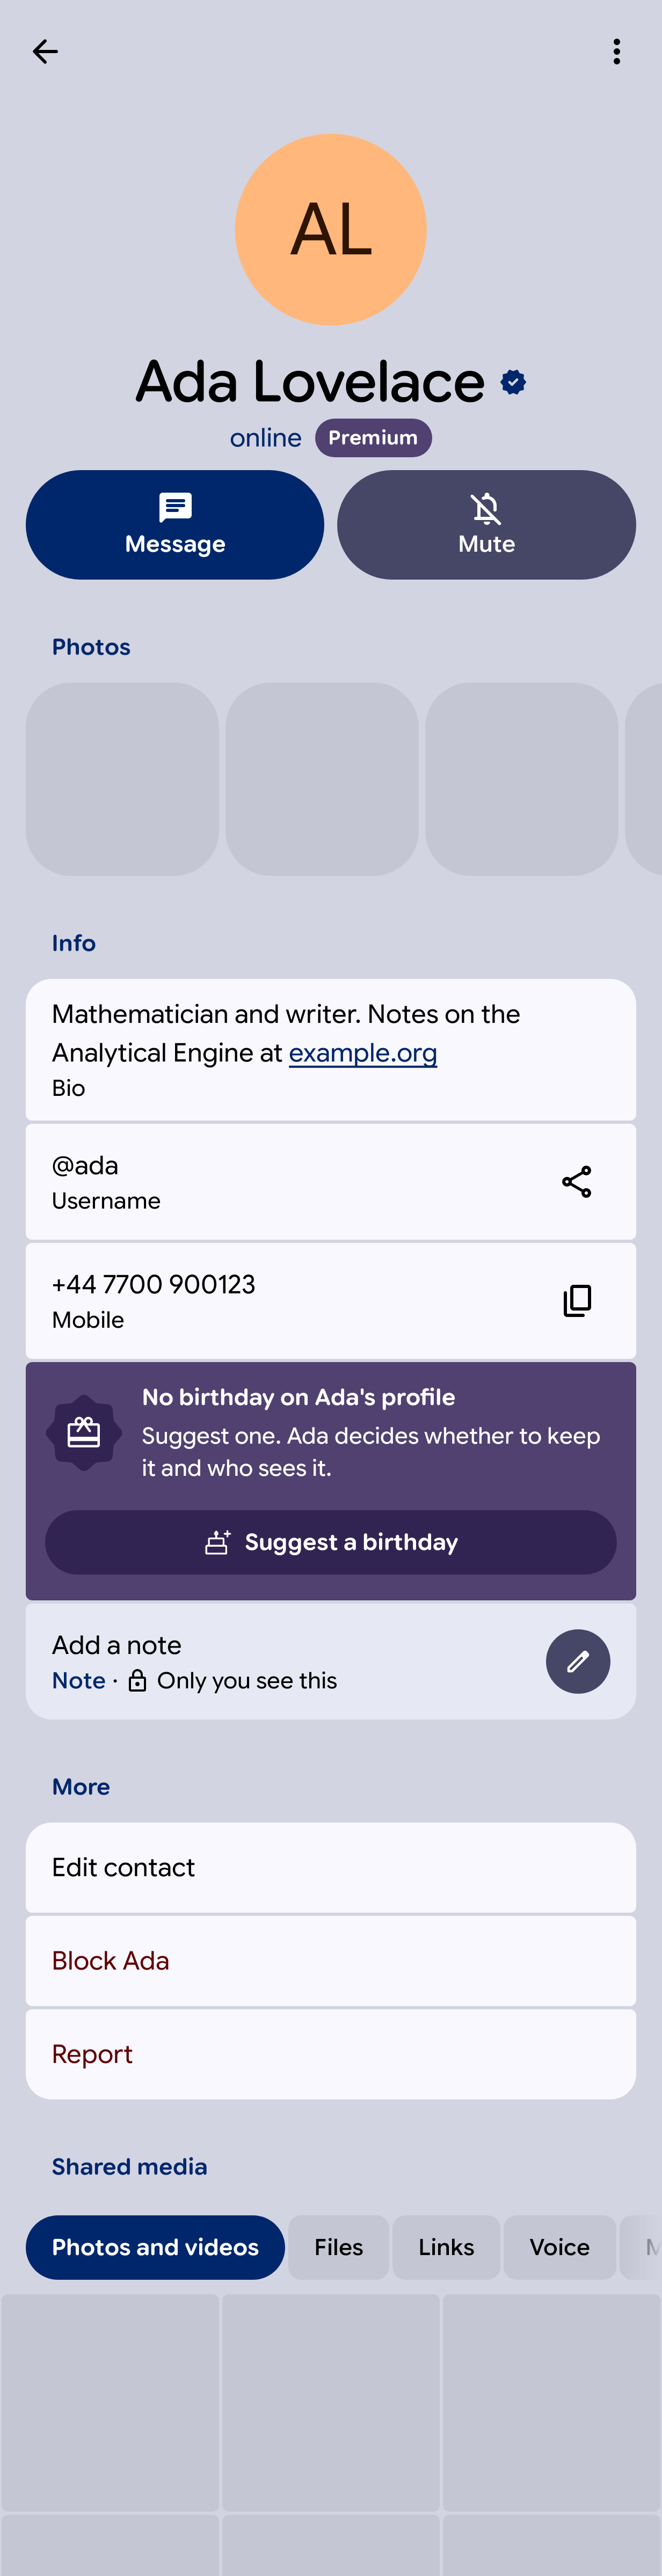 AL
Ada Lovelace
online
Premium
Message
Mute
Photos
Info
Mathematician and writer. Notes on the
Analytical Engine at example.org
Bio
@ada
Username
+44 7700 900123
Mobile
No birthday on Ada's profile
Suggest one. Ada decides whether to keep
it and who sees it.
Suggest a birthday
Add a note
Note · Only you see this
More
Edit contact
Block Ada
Report
Shared media
Photos and videos
Files
Links
Voice